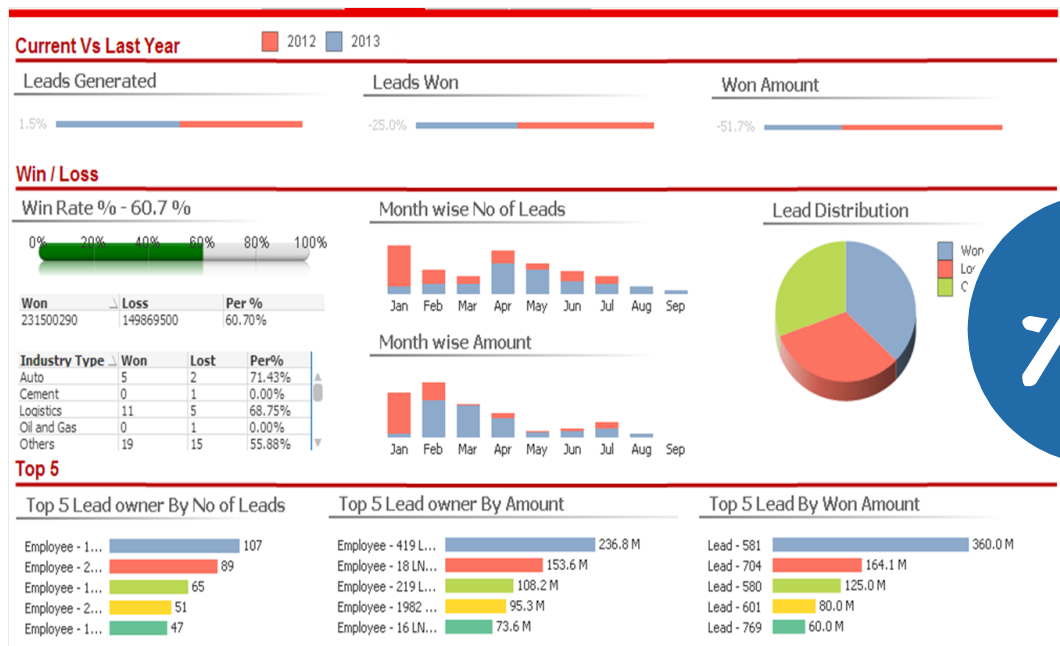 Current Vs Last Year
2012 2013
Leads Generated
Leads Won
Won Amount
1.5%
-25.0%
-51.7%
Win / Loss
Win Rate % - 60.7 %
0% 20% 40% 60% 80% 100%
Won Loss Per %
231500290 149869500 60.70%
Industry Type Won Lost Per%
Auto 5 2 71.43%
Cement 0 1 0.00%
Logistics 11 5 68.75%
Oil and Gas 0 1 0.00%
Others 19 15 55.88%
Month wise No of Leads
Jan Feb Mar Apr May Jun Jul Aug Sep
Month wise Amount
Jan Feb Mar Apr May Jun Jul Aug Sep
Lead Distribution
Top 5
Top 5 Lead owner By No of Leads
Employee - 1... 107
Employee - 2... 89
Employee - 1... 65
Employee - 2... 51
Employee - 1... 47
Top 5 Lead owner By Amount
Employee - 419 L... 236.8 M
Employee - 18 LN... 153.6 M
Employee - 219 L... 108.2 M
Employee - 1982 ... 95.3 M
Employee - 16 LN... 73.6 M
Top 5 Lead By Won Amount
Lead - 581 360.0 M
Lead - 704 164.1 M
Lead - 580 125.0 M
Lead - 601 80.0 M
Lead - 769 60.0 M